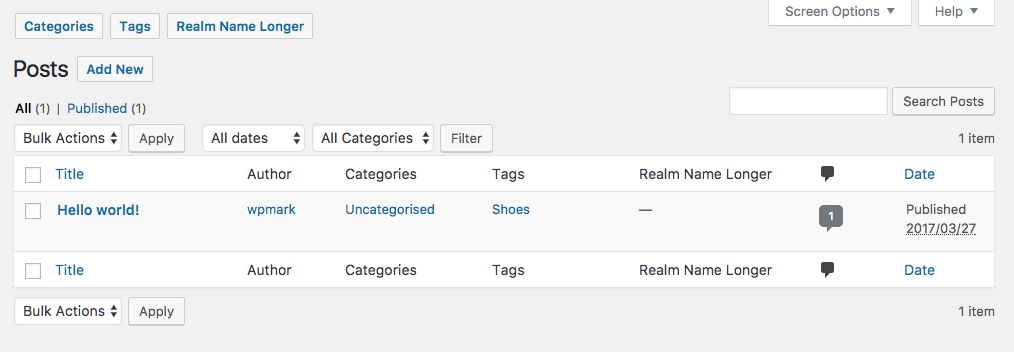 Screen Options Help
Categories Tags Realm Name Longer
Posts Add New
All (1) | Published (1)
Search Posts
Bulk Actions Apply All dates All Categories Filter 1 item
Title Author Categories Tags Realm Name Longer Date
Hello world! wpmark Uncategorised Shoes — 1 Published
2017/03/27
Title Author Categories Tags Realm Name Longer Date
Bulk Actions Apply 1 item